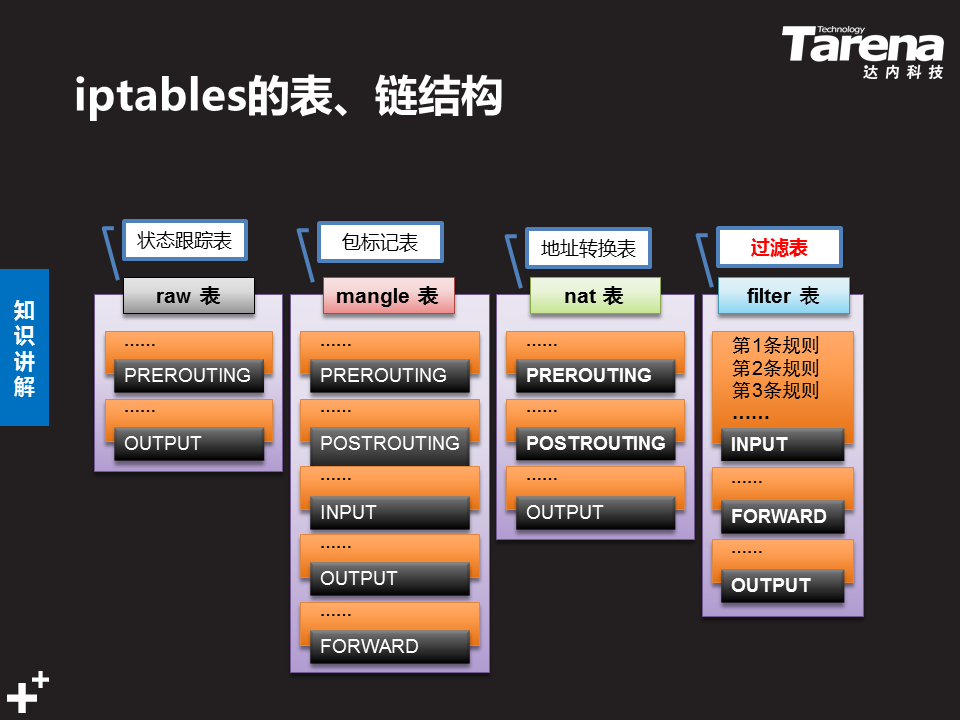 Technology
Tarena
达内科技
iptables的表、链结构
知
识
讲
解
状态跟踪表
raw 表
……
PREROUTING
……
OUTPUT
包标记表
mangle 表
……
PREROUTING
……
POSTROUTING
……
INPUT
……
OUTPUT
……
FORWARD
地址转换表
nat 表
……
PREROUTING
……
POSTROUTING
……
OUTPUT
过滤表
filter 表
第1条规则
第2条规则
第3条规则
……
INPUT
……
FORWARD
……
OUTPUT